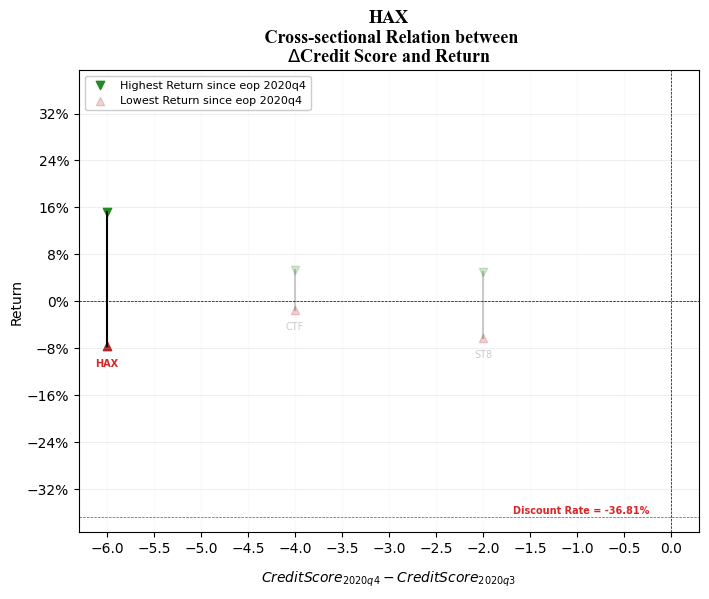 HAX
Cross-sectional Relation between
ΔCredit Score and Return
Highest Return since eop 2020q4
Lowest Return since eop 2020q4
32%
24%
16%
8%
0%
−8%
−16%
−24%
−32%
Return
HAX
CTF
ST8
Discount Rate = -36.81%
−6.0 −5.5 −5.0 −4.5 −4.0 −3.5 −3.0 −2.5 −2.0 −1.5 −1.0 −0.5 0.0
CreditScore2020q4 − CreditScore2020q3